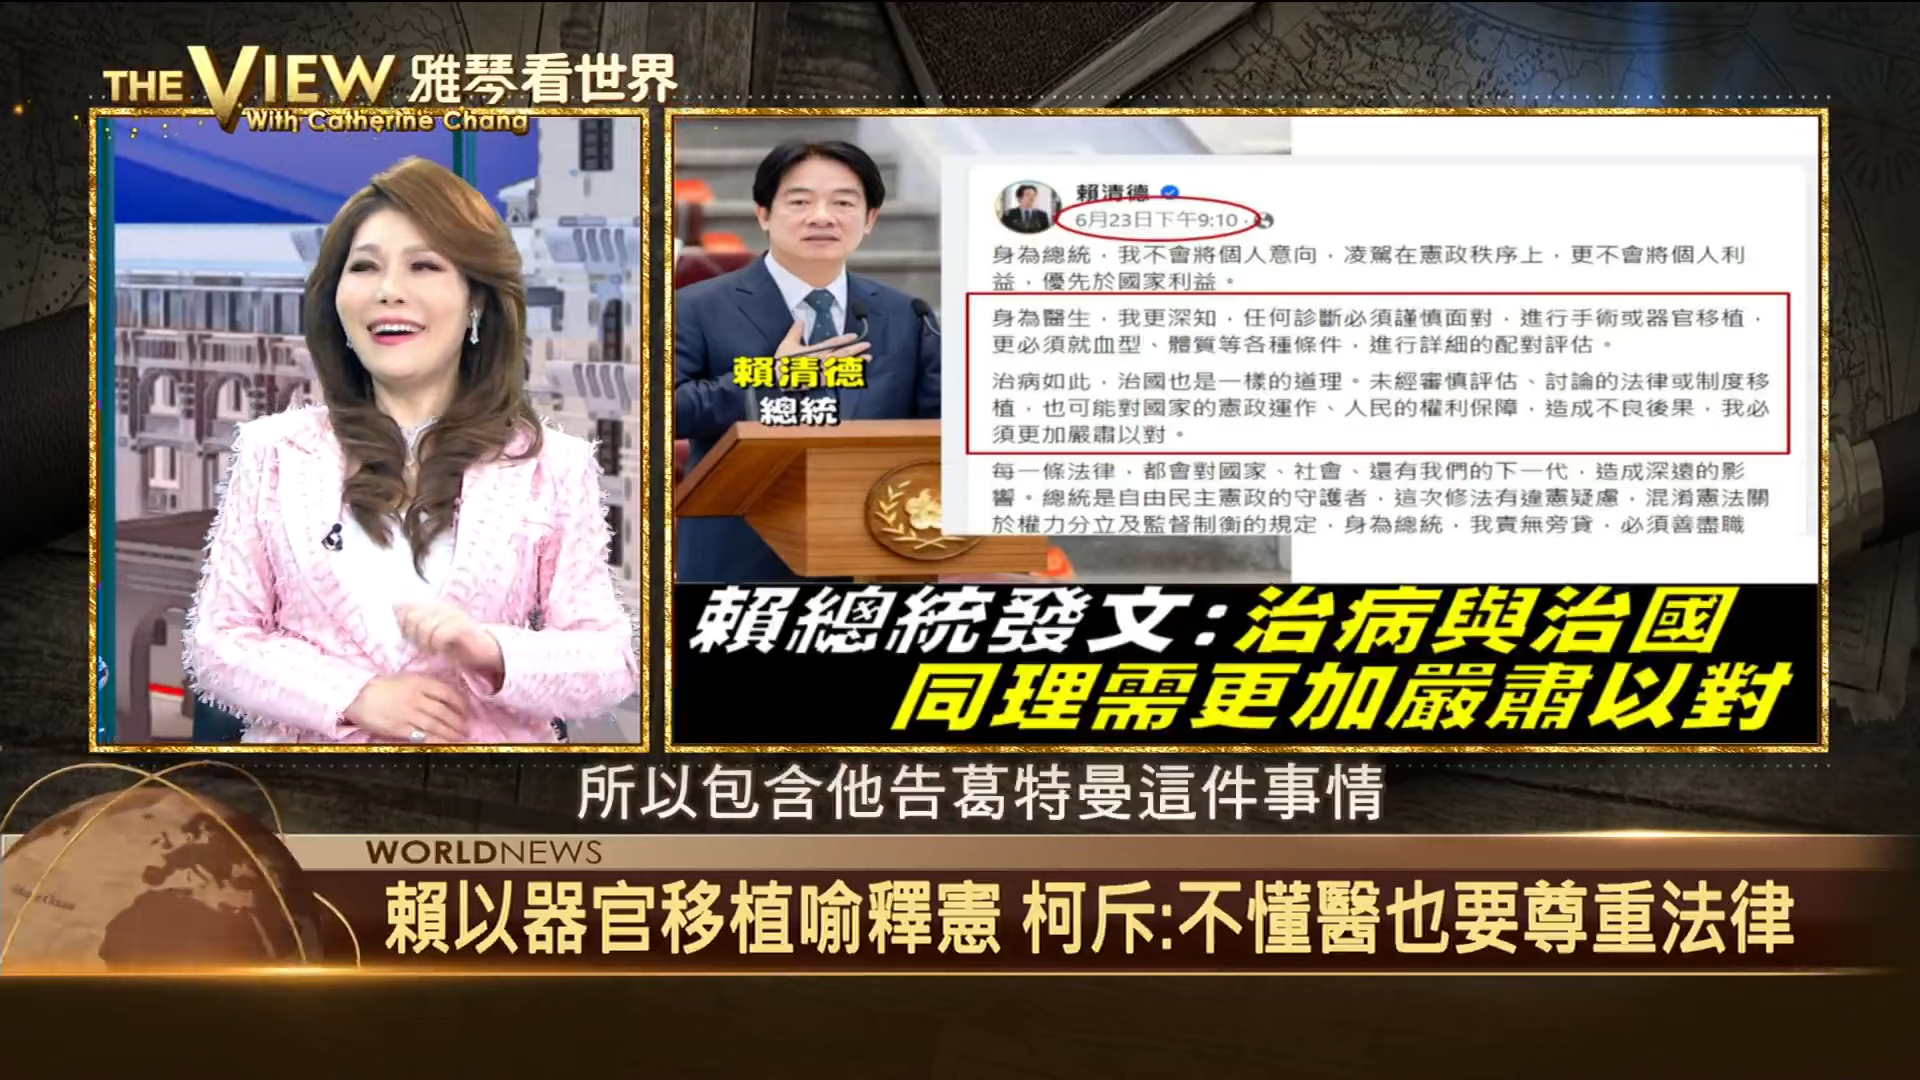 THE VIEW 雅琴看世界
With Catherine Chang
賴清德
6月23日下午9:10
身為總統，我不會將個人意向，凌駕在憲政秩序上，更不會將個人利
益，優先於國家利益。
身為醫生，我更深知，任何診斷必須謹慎面對，進行手術或器官移植，
更必須就血型、體質等各種條件，進行詳細的配對評估。
治病如此，治國也是一樣的道理。未經審慎評估、討論的法律或制度移
植，也可能對國家的憲政運作、人民的權利保障，造成不良後果，我必
須更加嚴肅以對。
每一條法律，都會對國家、社會、還有我們的下一代，造成深遠的影
響。總統是自由民主憲政的守護者，這次修法有違憲疑慮，混淆憲法關
於權力分立及監督制衡的規定，身為總統，我責無旁貸，必須善盡職
賴清德
總統
賴總統發文:治病與治國
同理需更加嚴肅以對
所以包含他告葛特曼這件事情
WORLDNEWS
賴以器官移植喻釋憲 柯斥:不懂醫也要尊重法律